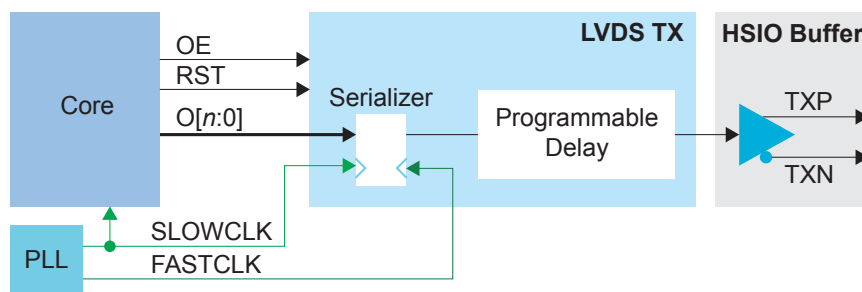 LVDS TX
HSIO Buffer
OE
RST
O[n:0]
Core
Serializer
Programmable
Delay
TXP
TXN
SLOWCLK
FASTCLK
PLL